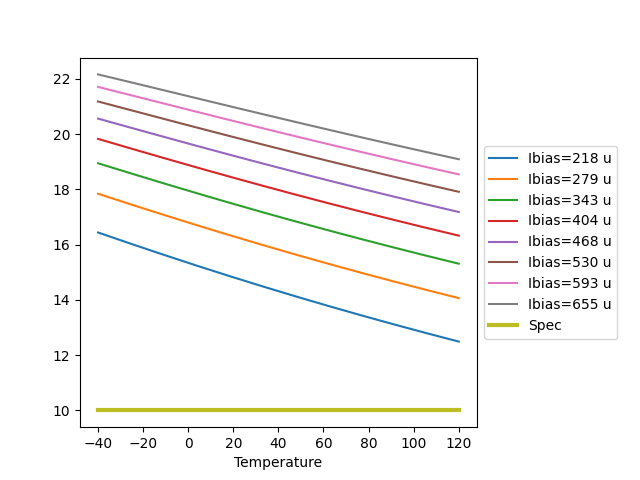 22
20
18
16
14
12
10
−40 −20 0 20 40 60 80 100 120
Temperature
Ibias=218 u
Ibias=279 u
Ibias=343 u
Ibias=404 u
Ibias=468 u
Ibias=530 u
Ibias=593 u
Ibias=655 u
Spec